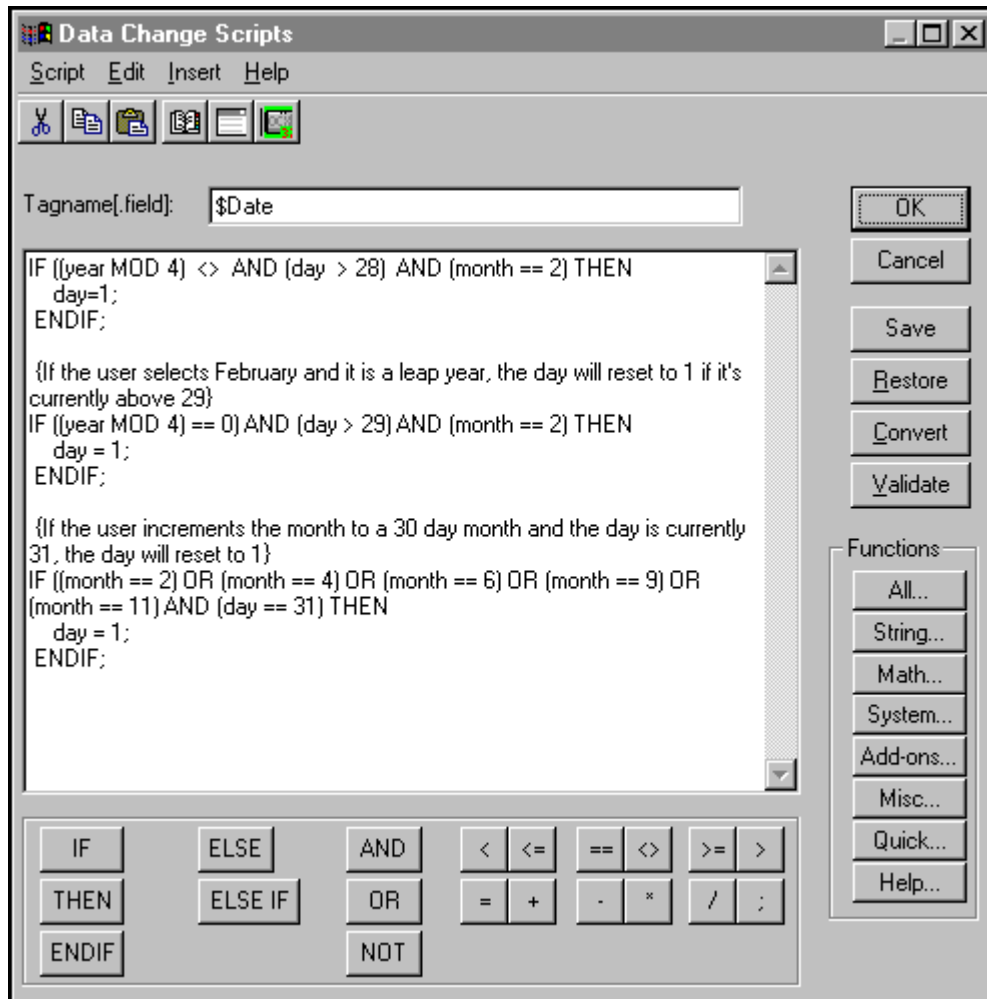 Data Change Scripts
Script Edit Insert Help
Tagname[.field]: $Date
OK
Cancel
IF ((year MOD 4) <> AND (day > 28) AND (month == 2) THEN
day=1;
ENDIF;
{If the user selects February and it is a leap year, the day will reset to 1 if it's
currently above 29}
IF ((year MOD 4) == 0) AND (day > 29) AND (month == 2) THEN
day = 1;
ENDIF;
{If the user increments the month to a 30 day month and the day is currently
31, the day will reset to 1}
IF ((month == 2) OR (month == 4) OR (month == 6) OR (month == 9) OR
(month == 11) AND (day == 31) THEN
day = 1;
ENDIF;
Save
Restore
Convert
Validate
Functions
All...
String...
Math...
System...
Add-ons...
Misc...
Quick...
Help...
IF ELSE AND < <= == <> >= >
THEN ELSE IF OR = + - * / ;
ENDIF NOT